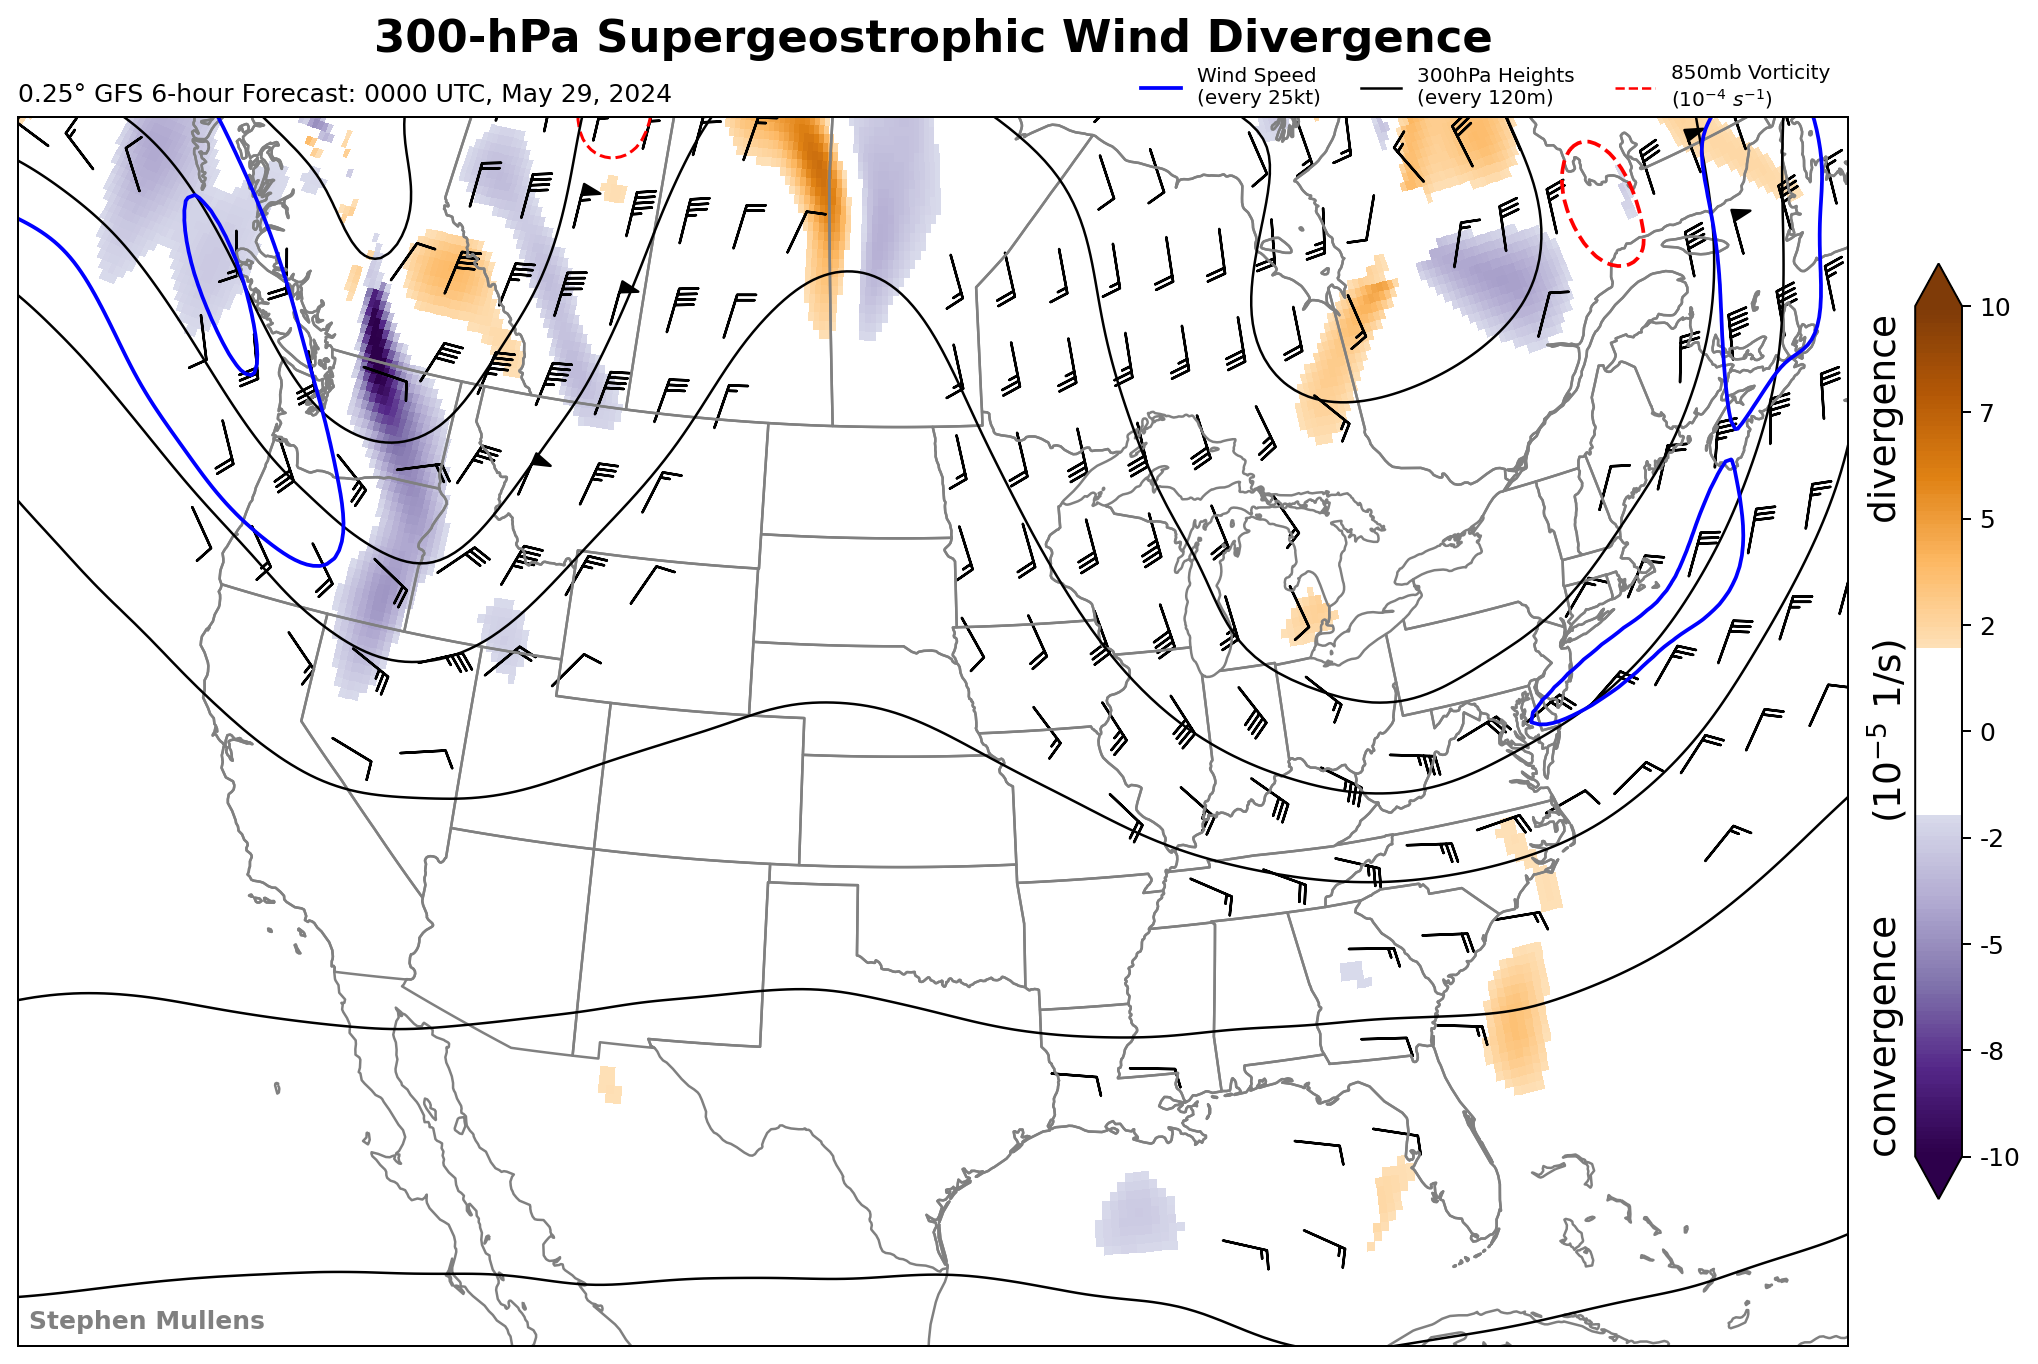 300-hPa Supergeostrophic Wind Divergence
0.25° GFS 6-hour Forecast: 0000 UTC, May 29, 2024
Wind Speed
(every 25kt)
300hPa Heights
(every 120m)
850mb Vorticity
(10⁻⁴ s⁻¹)
10
7
5
2
0
-2
-5
-8
-10
convergence (10⁻⁵ 1/s) divergence
Stephen Mullens